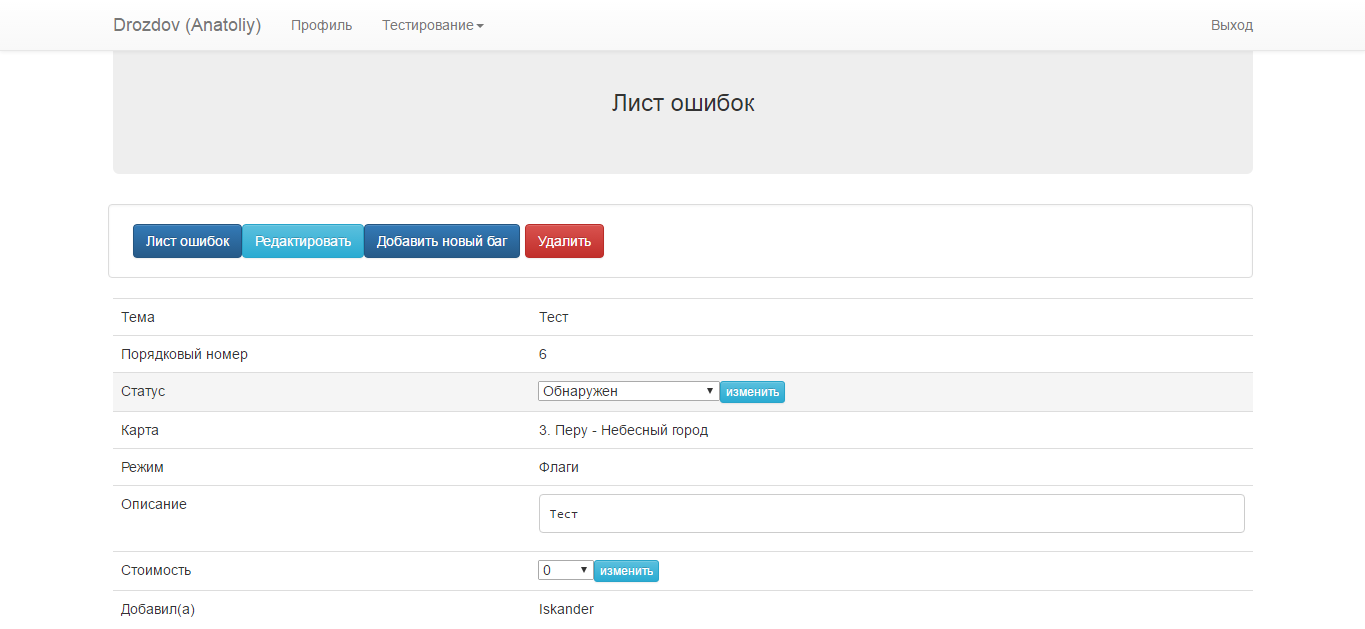 Drozdov (Anatoliy) Профиль Тестирование Выход
Лист ошибок
Лист ошибок Редактировать Добавить новый баг Удалить
Тема Тест
Порядковый номер 6
Статус Обнаружен изменить
Карта 3. Перу - Небесный город
Режим Флаги
Описание Тест
Стоимость 0 изменить
Добавил(а) Iskander